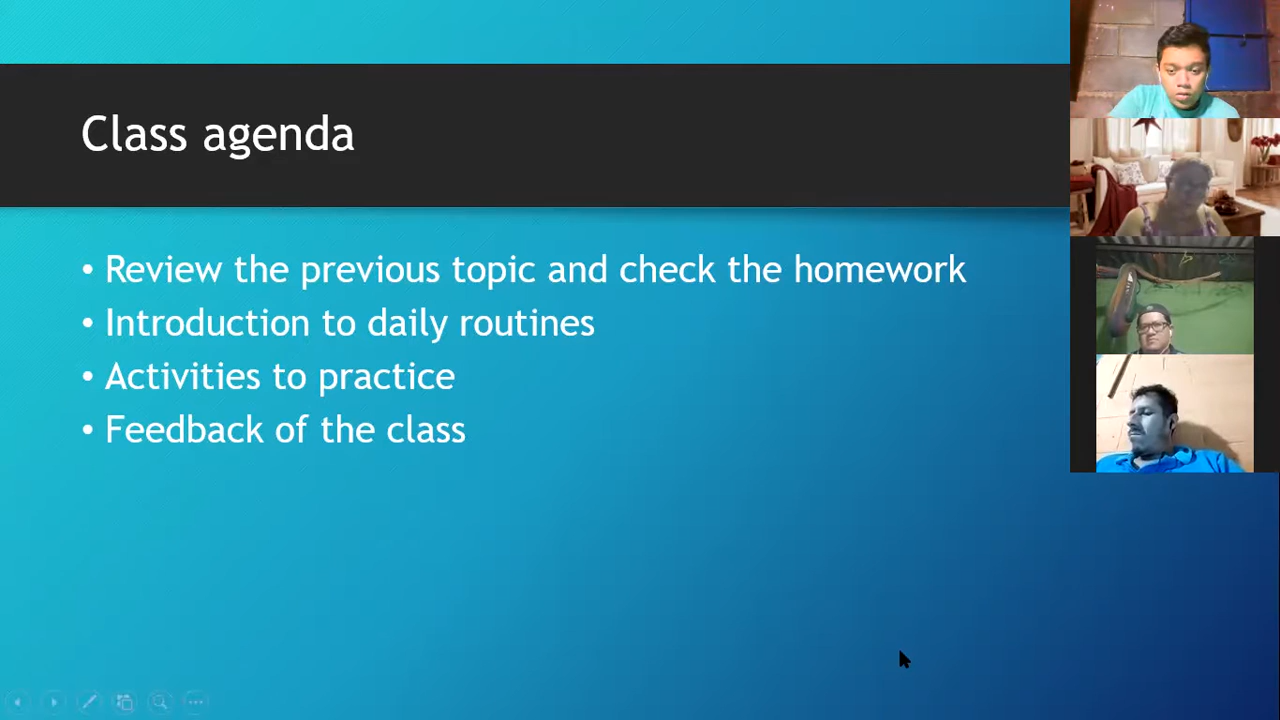 Class agenda
• Review the previous topic and check the homework
• Introduction to daily routines
• Activities to practice
• Feedback of the class